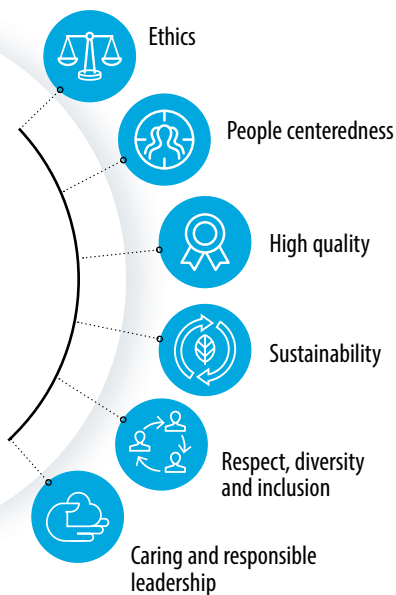 Ethics
People centeredness
High quality
Sustainability
Respect, diversity
and inclusion
Caring and responsible
leadership